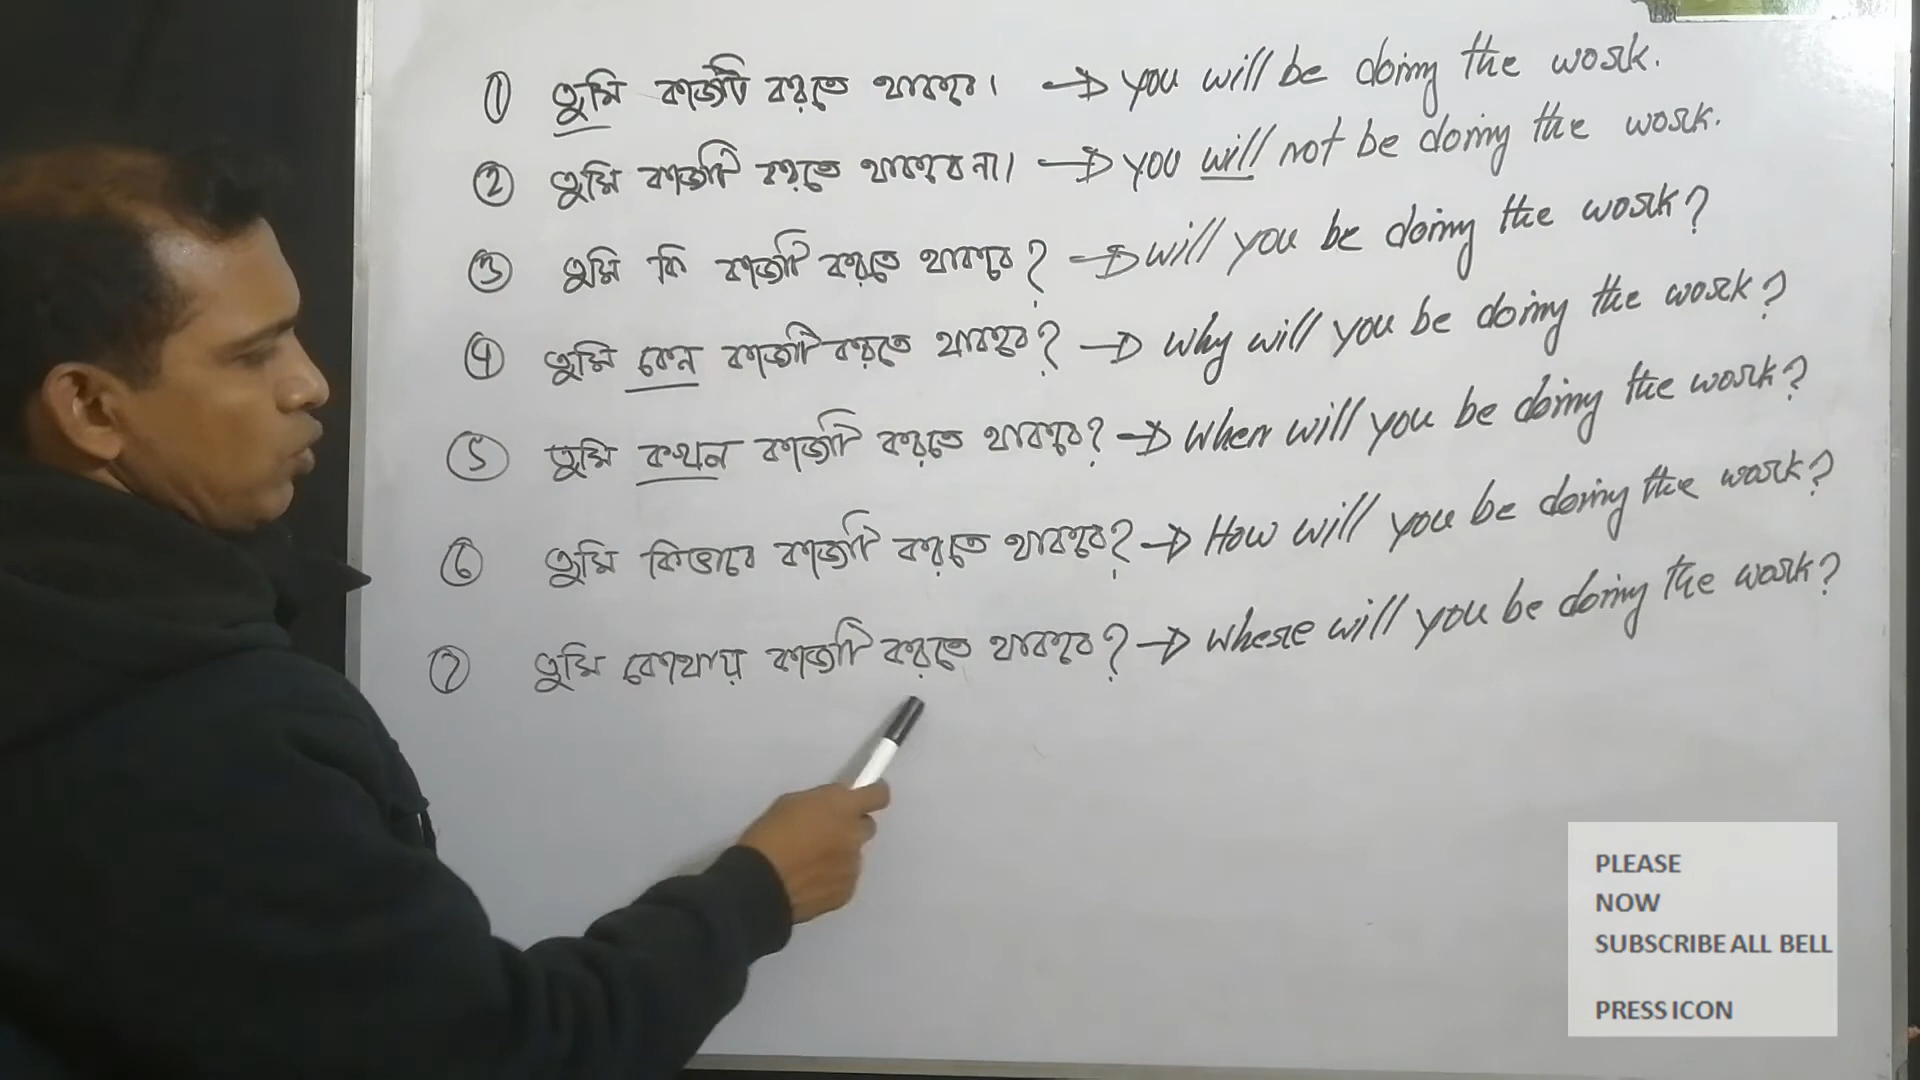 ① তুমি কাজটি করতে থাকবে। → you will be doing the work.
② তুমি কাজটি করতে থাকবে না। → you will not be doing the work.
③ তুমি কি কাজটি করতে থাকবে? → will you be doing the work?
④ তুমি কেন কাজটি করতে থাকবে? → Why will you be doing the work?
⑤ তুমি কখন কাজটি করতে থাকবে? → When will you be doing the work?
⑥ তুমি কিভাবে কাজটি করতে থাকবে? → How will you be doing the work?
⑦ তুমি কোথায় কাজটি করতে থাকবে? → Where will you be doing the work?
PLEASE
NOW
SUBSCRIBE ALL BELL
PRESS ICON